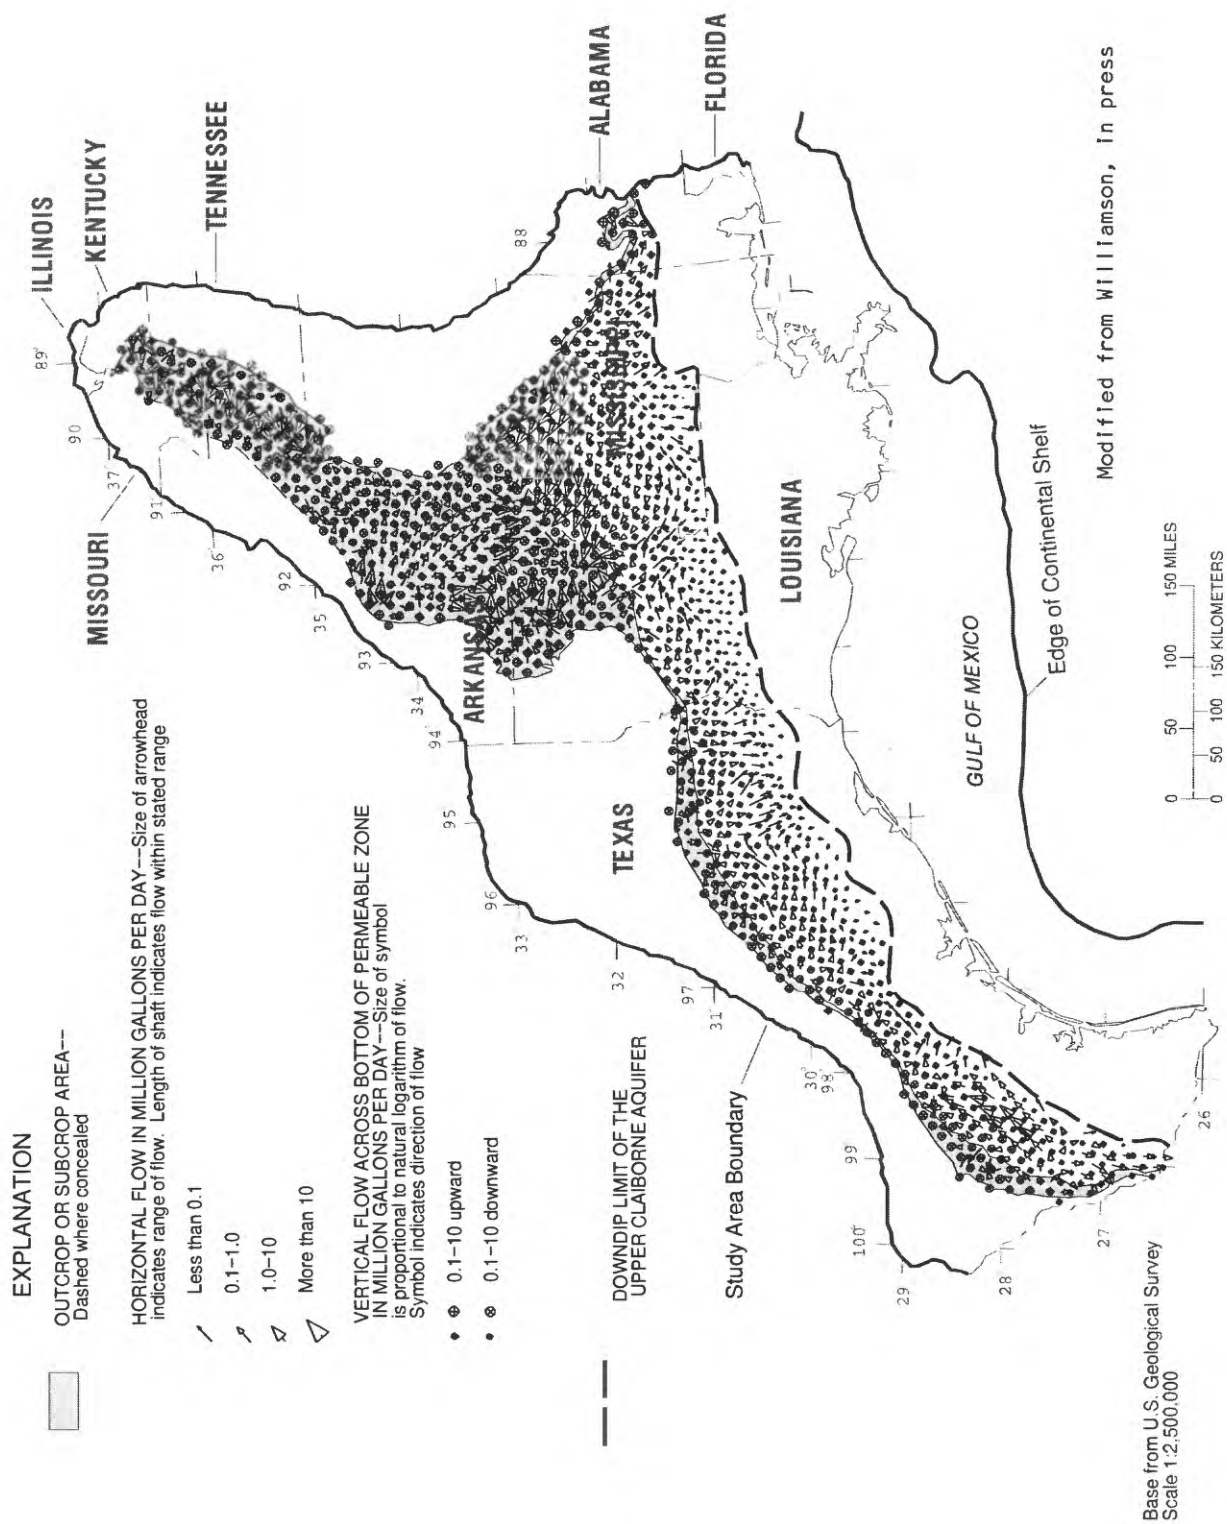 EXPLANATION
OUTCROP OR SUBCROP AREA--
Dashed where concealed
HORIZONTAL FLOW IN MILLION GALLONS PER DAY--Size of arrowhead
indicates range of flow. Length of shaft indicates flow within stated range
Less than 0.1
0.1-1.0
1.0-10
More than 10
VERTICAL FLOW ACROSS BOTTOM OF PERMEABLE ZONE
IN MILLION GALLONS PER DAY--Size of symbol
is proportional to natural logarithm of flow.
Symbol indicates direction of flow
0.1-10 upward
0.1-10 downward
DOWNDIP LIMIT OF THE
UPPER CLAIBORNE AQUIFER
Study Area Boundary
ILLINOIS
KENTUCKY
TENNESSEE
MISSOURI
ALABAMA
FLORIDA
ARKANSAS
MISSISSIPPI
TEXAS
LOUISIANA
GULF OF MEXICO
Edge of Continental Shelf
89°
90
37°
91
36°
92
35
93
34
94°
95
96
33
32
97
31°
30°
98°
99
100°
29
28°
27°
26°
88
Modified from Williamson, in press
0 50 100 150 MILES
0 50 100 150 KILOMETERS
Base from U.S. Geological Survey
Scale 1:2,500,000